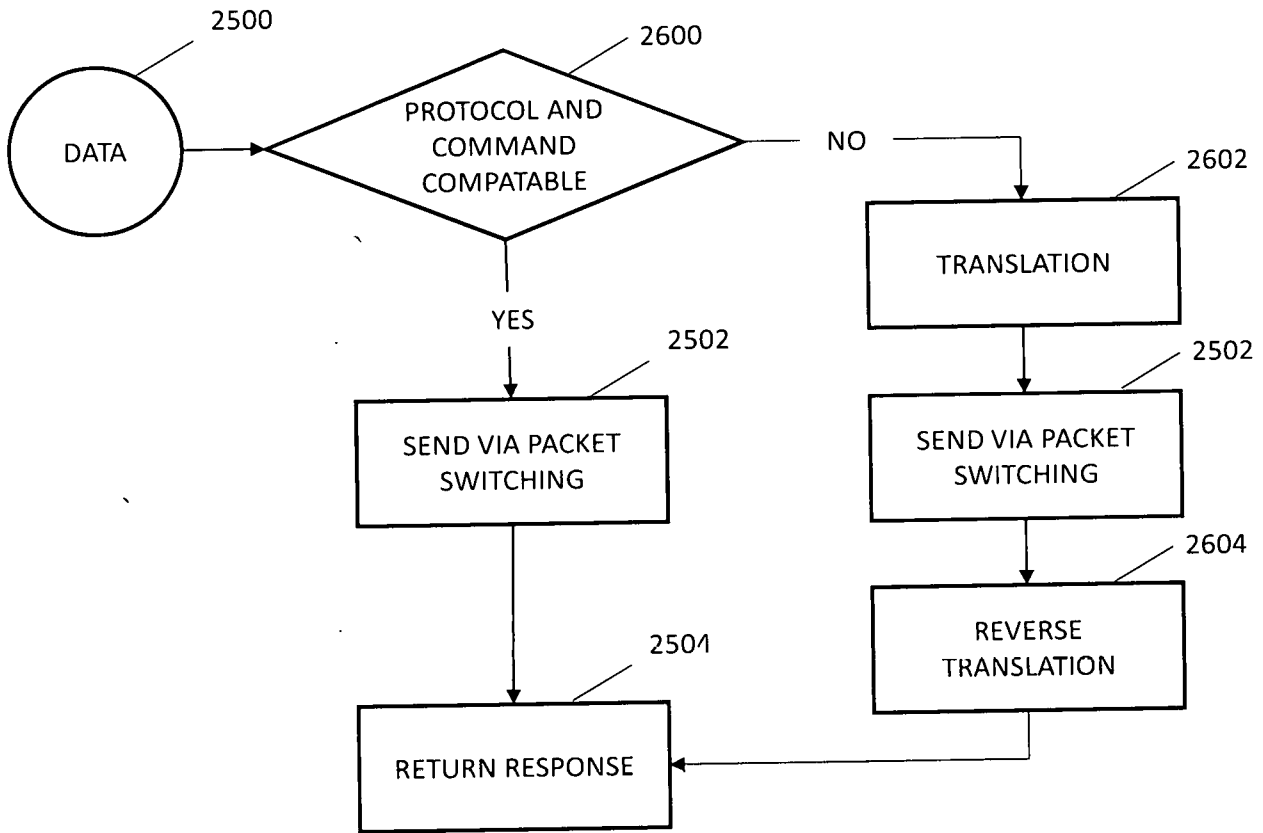 2500
2600
DATA
PROTOCOL AND
COMMAND
COMPATABLE
NO
2602
TRANSLATION
YES
2502
SEND VIA PACKET
SWITCHING
2502
SEND VIA PACKET
SWITCHING
2604
REVERSE
TRANSLATION
2504
RETURN RESPONSE